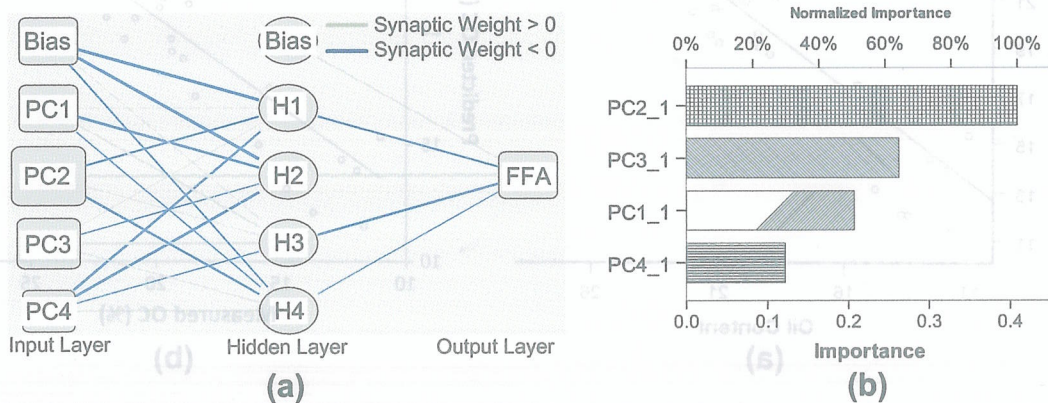 Bias
PC1
PC2
PC3
PC4
Input Layer
Bias
H1
H2
H3
H4
Hidden Layer
Synaptic Weight > 0
Synaptic Weight < 0
FFA
Output Layer
(a)
Normalized Importance
0% 20% 40% 60% 80% 100%
PC2_1
PC3_1
PC1_1
PC4_1
0.0 0.1 0.2 0.3 0.4
Importance
(b)